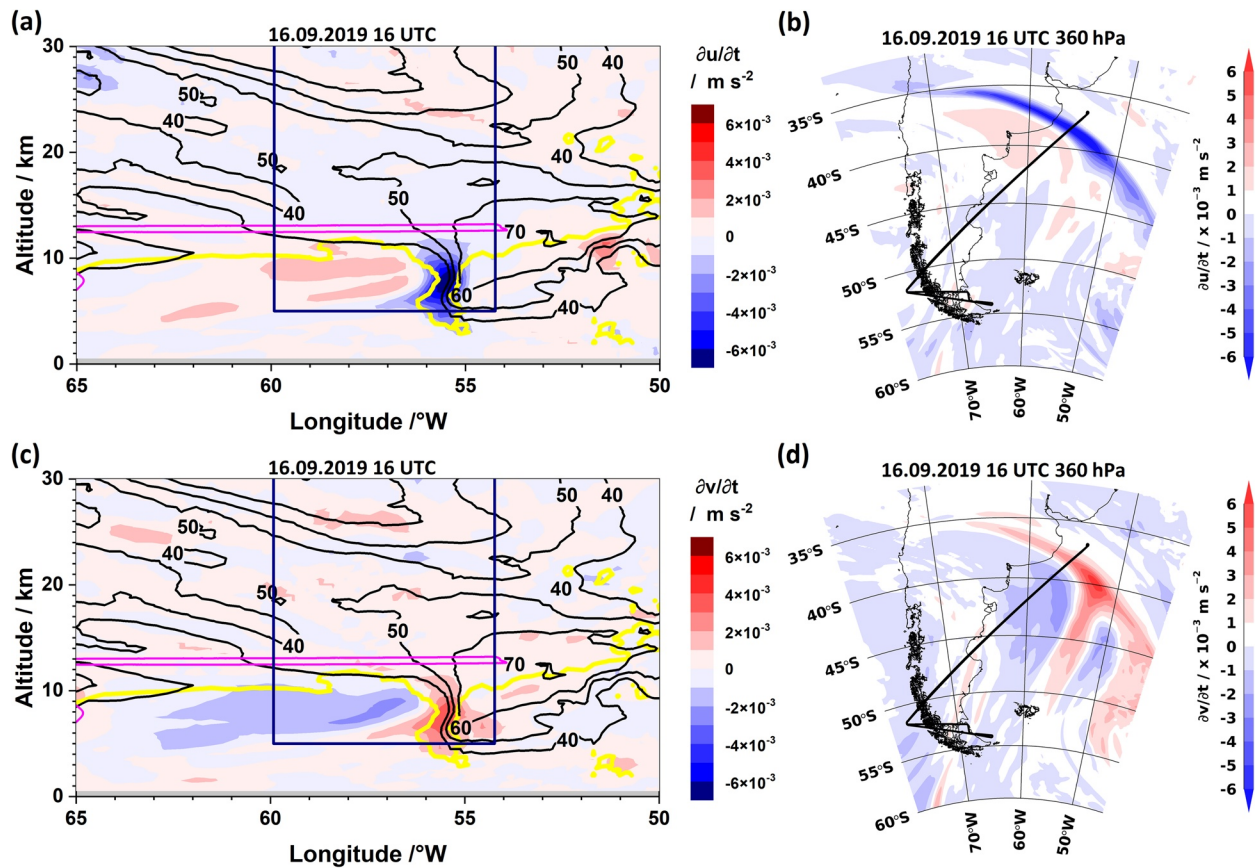 (a)
16.09.2019 16 UTC
30
20
10
0
Altitude / km
65
60
55
50
Longitude /°W
50
40
40
50
40
50
40
40
70
60
40
∂u/∂t
/ m s⁻²
6×10⁻³
4×10⁻³
2×10⁻³
0
-2×10⁻³
-4×10⁻³
-6×10⁻³
(b)
16.09.2019 16 UTC 360 hPa
35°S
40°S
45°S
50°S
55°S
60°S
70°W
60°W
50°W
6
5
4
3
2
1
0
-1
-2
-3
-4
-5
-6
∂u/∂t / x 10⁻³ m s⁻²
(c)
16.09.2019 16 UTC
30
20
10
0
Altitude / km
65
60
55
50
Longitude /°W
50
40
40
50
40
50
40
40
70
60
40
∂v/∂t
/ m s⁻²
6×10⁻³
4×10⁻³
2×10⁻³
0
-2×10⁻³
-4×10⁻³
-6×10⁻³
(d)
16.09.2019 16 UTC 360 hPa
35°S
40°S
45°S
50°S
55°S
60°S
70°W
60°W
50°W
6
5
4
3
2
1
0
-1
-2
-3
-4
-5
-6
∂v/∂t / x 10⁻³ m s⁻²